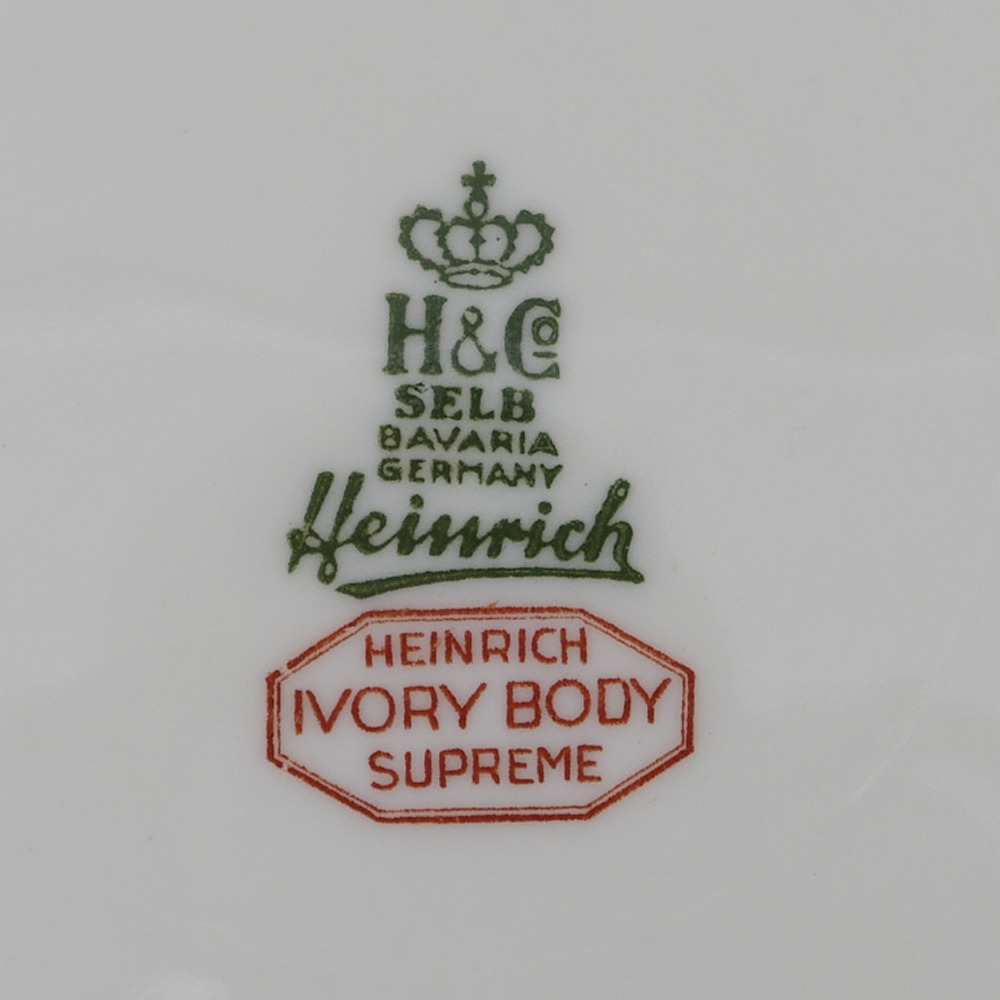 H & Co
SELB
BAVARIA
GERMANY
Heinrich
HEINRICH
IVORY BODY
SUPREME